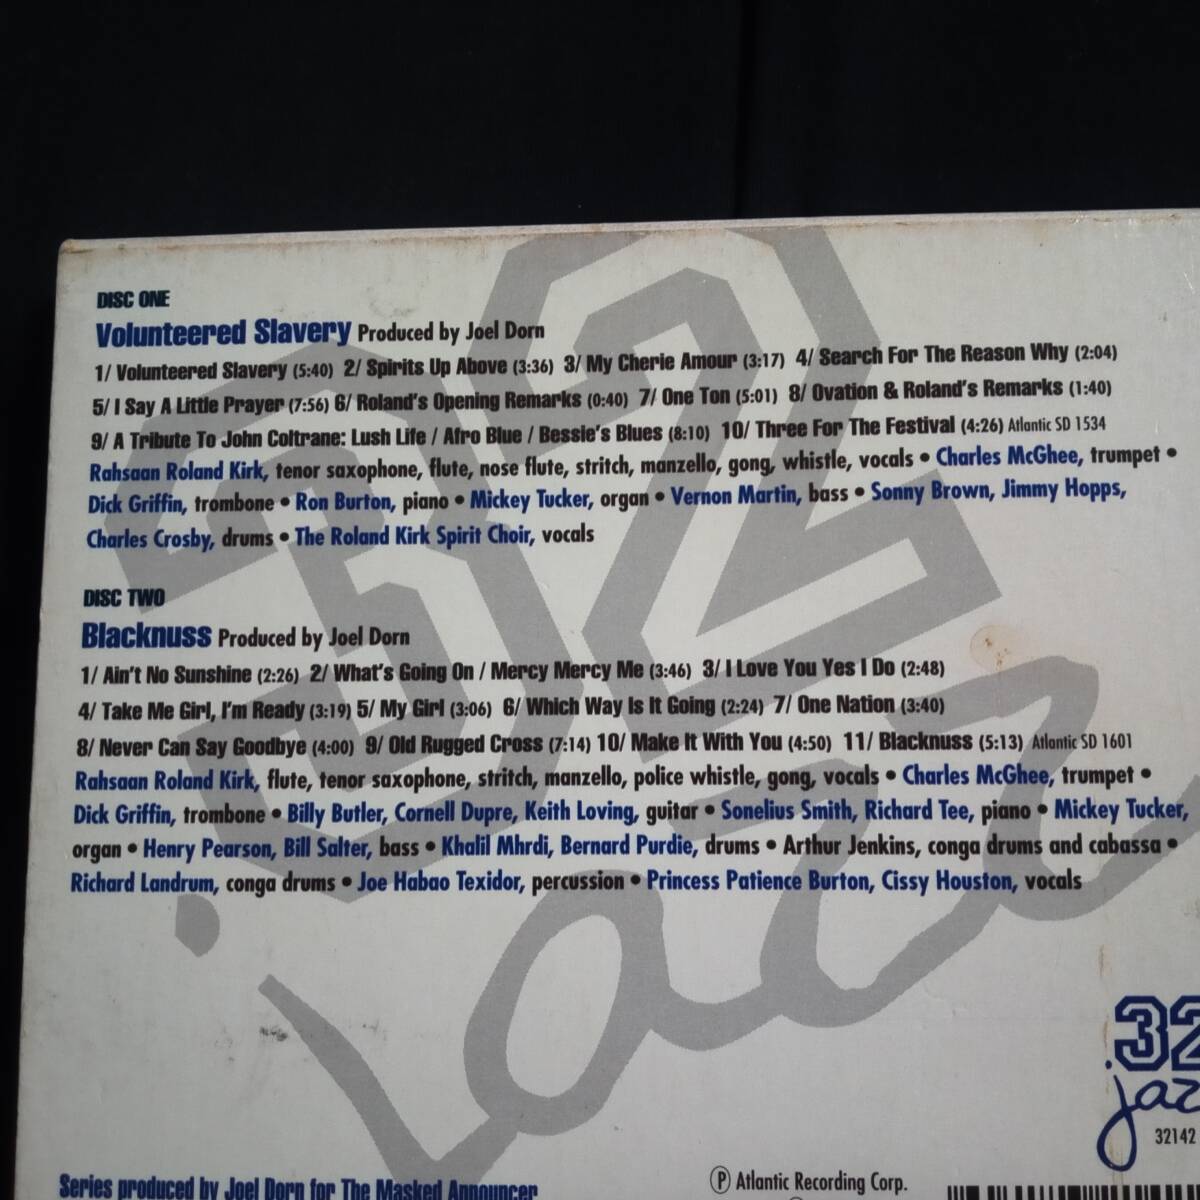 DISC ONE
Volunteered Slavery Produced by Joel Dorn
1/ Volunteered Slavery (5:40) 2/ Spirits Up Above (3:36) 3/ My Cherie Amour (3:17) 4/ Search For The Reason Why (2:04)
5/ I Say A Little Prayer (7:56) 6/ Roland's Opening Remarks (0:40) 7/ One Ton (5:01) 8/ Ovation & Roland's Remarks (1:40)
9/ A Tribute To John Coltrane: Lush Life / Afro Blue / Bessie's Blues (8:10) 10/ Three For The Festival (4:26) Atlantic SD 1534
Rahsaan Roland Kirk, tenor saxophone, flute, nose flute, stritch, manzello, gong, whistle, vocals • Charles McGhee, trumpet •
Dick Griffin, trombone • Ron Burton, piano • Mickey Tucker, organ • Vernon Martin, bass • Sonny Brown, Jimmy Hopps,
Charles Crosby, drums • The Roland Kirk Spirit Choir, vocals
DISC TWO
Blacknuss Produced by Joel Dorn
1/ Ain't No Sunshine (2:26) 2/ What's Going On / Mercy Mercy Me (3:46) 3/ I Love You Yes I Do (2:48)
4/ Take Me Girl, I'm Ready (3:19) 5/ My Girl (3:06) 6/ Which Way Is It Going (2:24) 7/ One Nation (3:40)
8/ Never Can Say Goodbye (4:00) 9/ Old Rugged Cross (7:14) 10/ Make It With You (4:50) 11/ Blacknuss (5:13) Atlantic SD 1601
Rahsaan Roland Kirk, flute, tenor saxophone, stritch, manzello, police whistle, gong, vocals • Charles McGhee, trumpet •
Dick Griffin, trombone • Billy Butler, Cornell Dupre, Keith Loving, guitar • Sonelius Smith, Richard Tee, piano • Mickey Tucker,
organ • Henry Pearson, Bill Salter, bass • Khalil Mhrdi, Bernard Purdie, drums • Arthur Jenkins, conga drums and cabassa •
Richard Landrum, conga drums • Joe Habao Texidor, percussion • Princess Patience Burton, Cissy Houston, vocals
.32
jaz
32142
Series produced by Joel Dorn for The Masked Announcer
Ⓟ Atlantic Recording Corp.